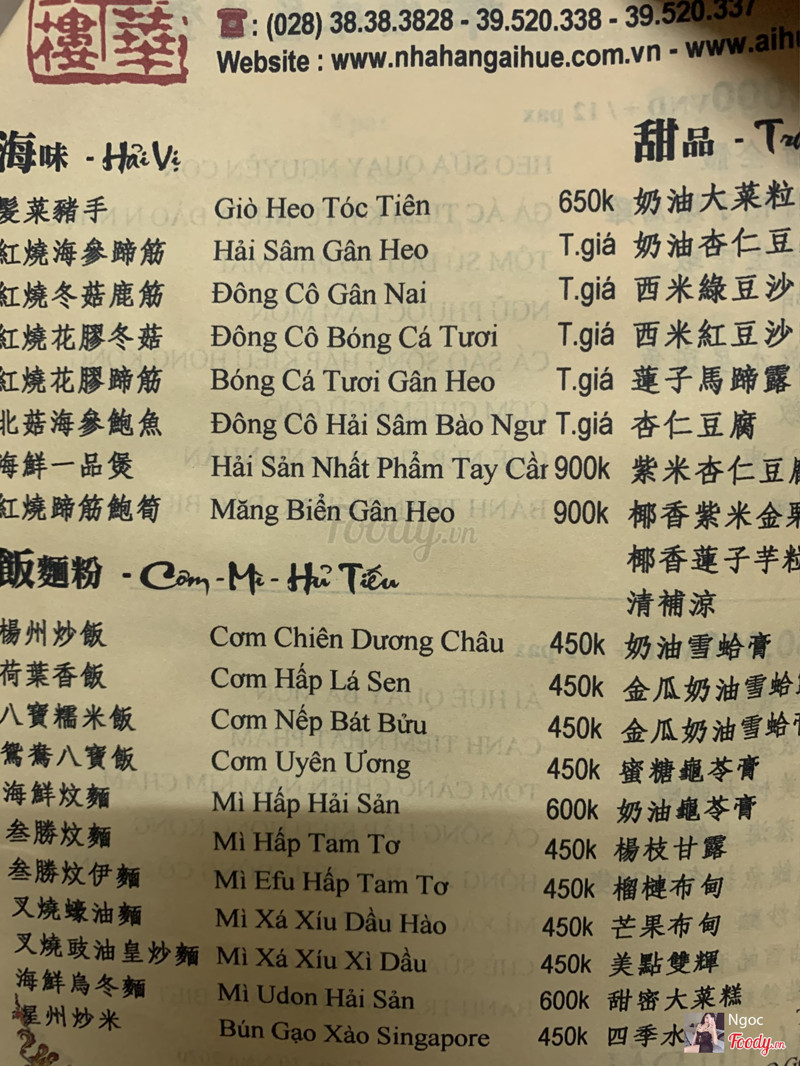 華樓
☎: (028) 38.38.3828 - 39.520.338 - 39.520.337
Website : www.nhahangaihue.com.vn - www.aihu
海味 - Hải Vị
髮菜豬手 Giò Heo Tóc Tiên 650k
紅燒海參蹄筋 Hải Sâm Gân Heo T.giá
紅燒冬菇鹿筋 Đông Cô Gân Nai T.giá
紅燒花膠冬菇 Đông Cô Bóng Cá Tươi T.giá
紅燒花膠蹄筋 Bóng Cá Tươi Gân Heo T.giá
北菇海參鮑魚 Đông Cô Hải Sâm Bào Ngư T.giá
海鮮一品煲 Hải Sản Nhất Phẩm Tay Cầm 900k
紅燒蹄筋鮑筍 Măng Biển Gân Heo 900k
飯麵粉 - Cơm - Mì - Hủ Tiếu
楊州炒飯 Cơm Chiên Dương Châu 450k
荷葉香飯 Cơm Hấp Lá Sen 450k
八寶糯米飯 Cơm Nếp Bát Bửu 450k
鴛鴦八寶飯 Cơm Uyên Ương 450k
海鮮炆麵 Mì Hấp Hải Sản 600k
叁勝炆麵 Mì Hấp Tam Tơ 450k
叁勝炆伊麵 Mì Efu Hấp Tam Tơ 450k
叉燒蠔油麵 Mì Xá Xíu Dầu Hào 450k
叉燒豉油皇炒麵 Mì Xá Xíu Xì Dầu 450k
海鮮烏冬麵 Mì Udon Hải Sản 600k
星州炒米 Bún Gạo Xào Singapore 450k
甜品 - Tr
奶油大菜粒
奶油杏仁豆
西米綠豆沙
西米紅豆沙
蓮子馬蹄露
杏仁豆腐
紫米杏仁豆腐
椰香紫米金果
椰香蓮子芋粒
清補涼
奶油雪蛤膏
金瓜奶油雪蛤
金瓜奶油雪蛤
蜜糖龜苓膏
奶油龜苓膏
楊枝甘露
榴槤布甸
芒果布甸
美點雙輝
甜密大菜糕
四季水
Foody.vn
Ngoc
Foody.vn